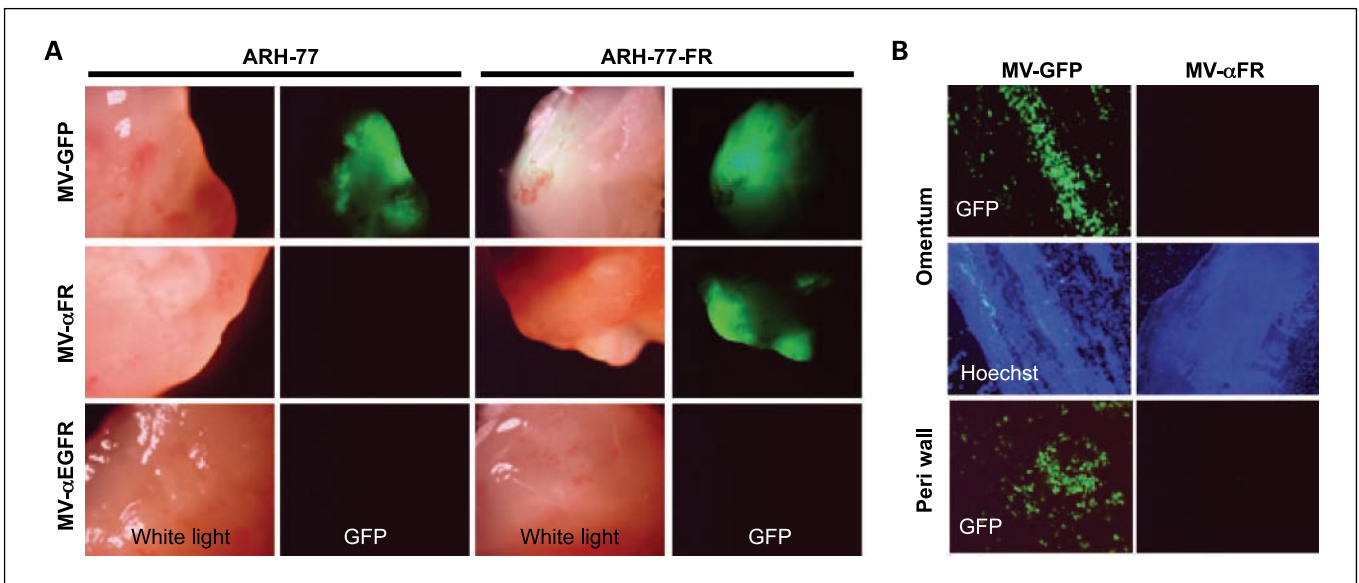 A
ARH-77
ARH-77-FR
MV-GFP
MV-αFR
MV-αEGFR
White light
GFP
White light
GFP
B
MV-GFP
MV-αFR
Omentum
GFP
Hoechst
Peri wall
GFP